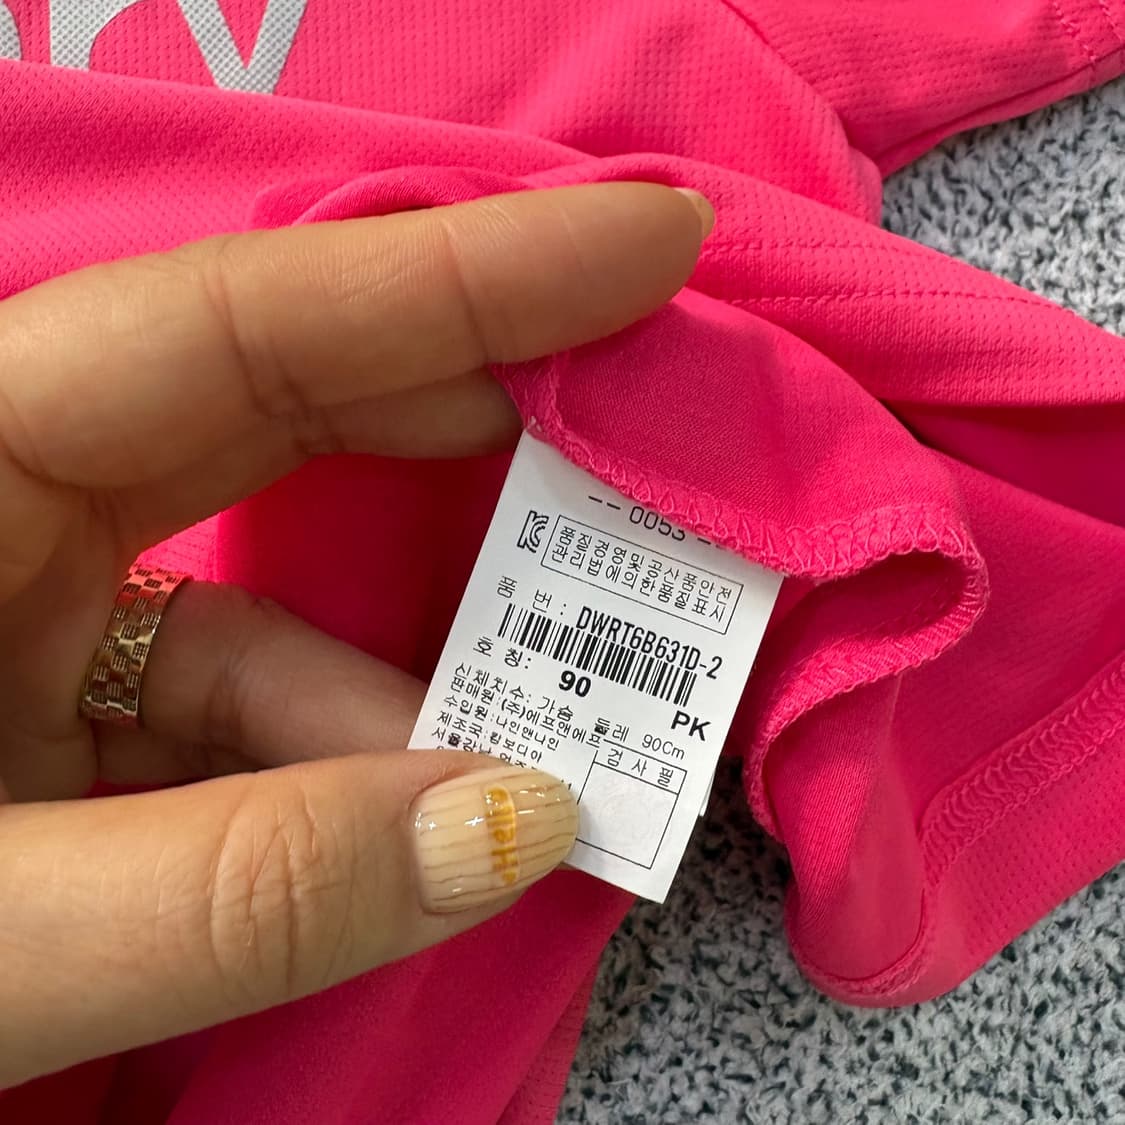 -- 0053 --
품질경영및공산품안전
관리법에의한품질표시
품 번 : DWRT6B631D-2
호 칭: 90 PK
신체치수: 가슴 둘레 90Cm
판매원:(주)에프앤에프
수입원:나인앤나인
제조국:캄보디아
검 사 필
Hello